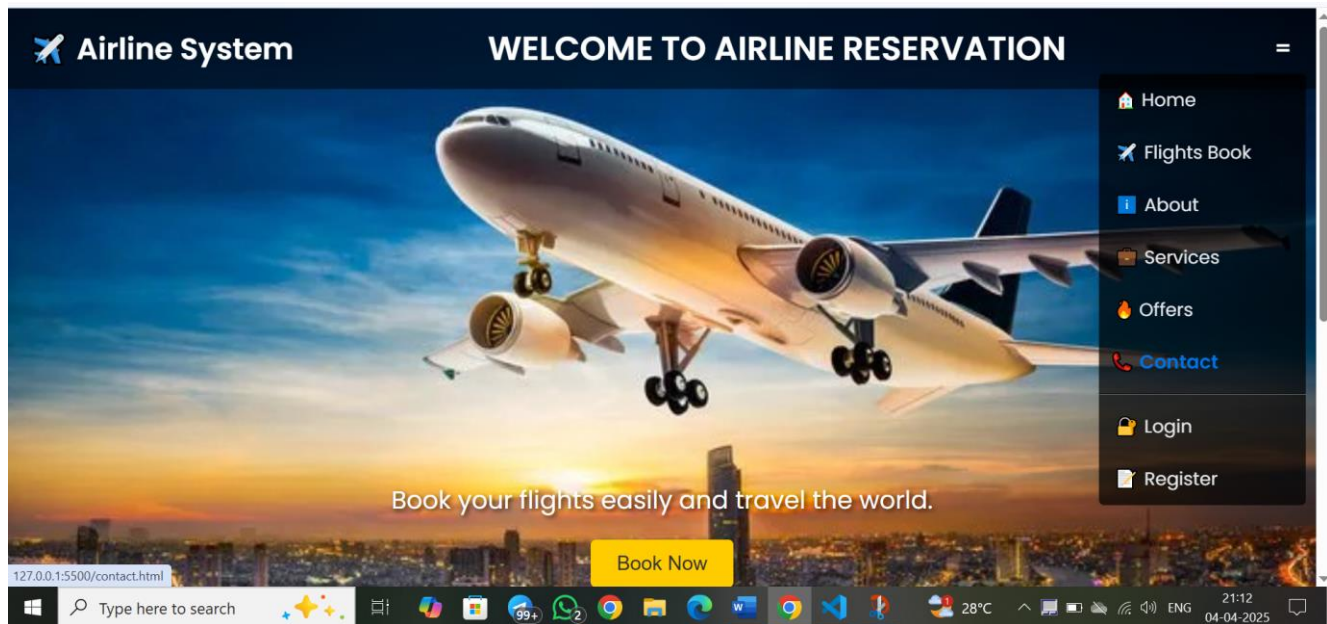 Airline System
WELCOME TO AIRLINE RESERVATION
=
Home
Flights Book
About
Services
Offers
Contact
Login
Register
Book your flights easily and travel the world.
Book Now
127.0.0.1:5500/contact.html
Type here to search
99+
2
28°C
ENG
21:12
04-04-2025